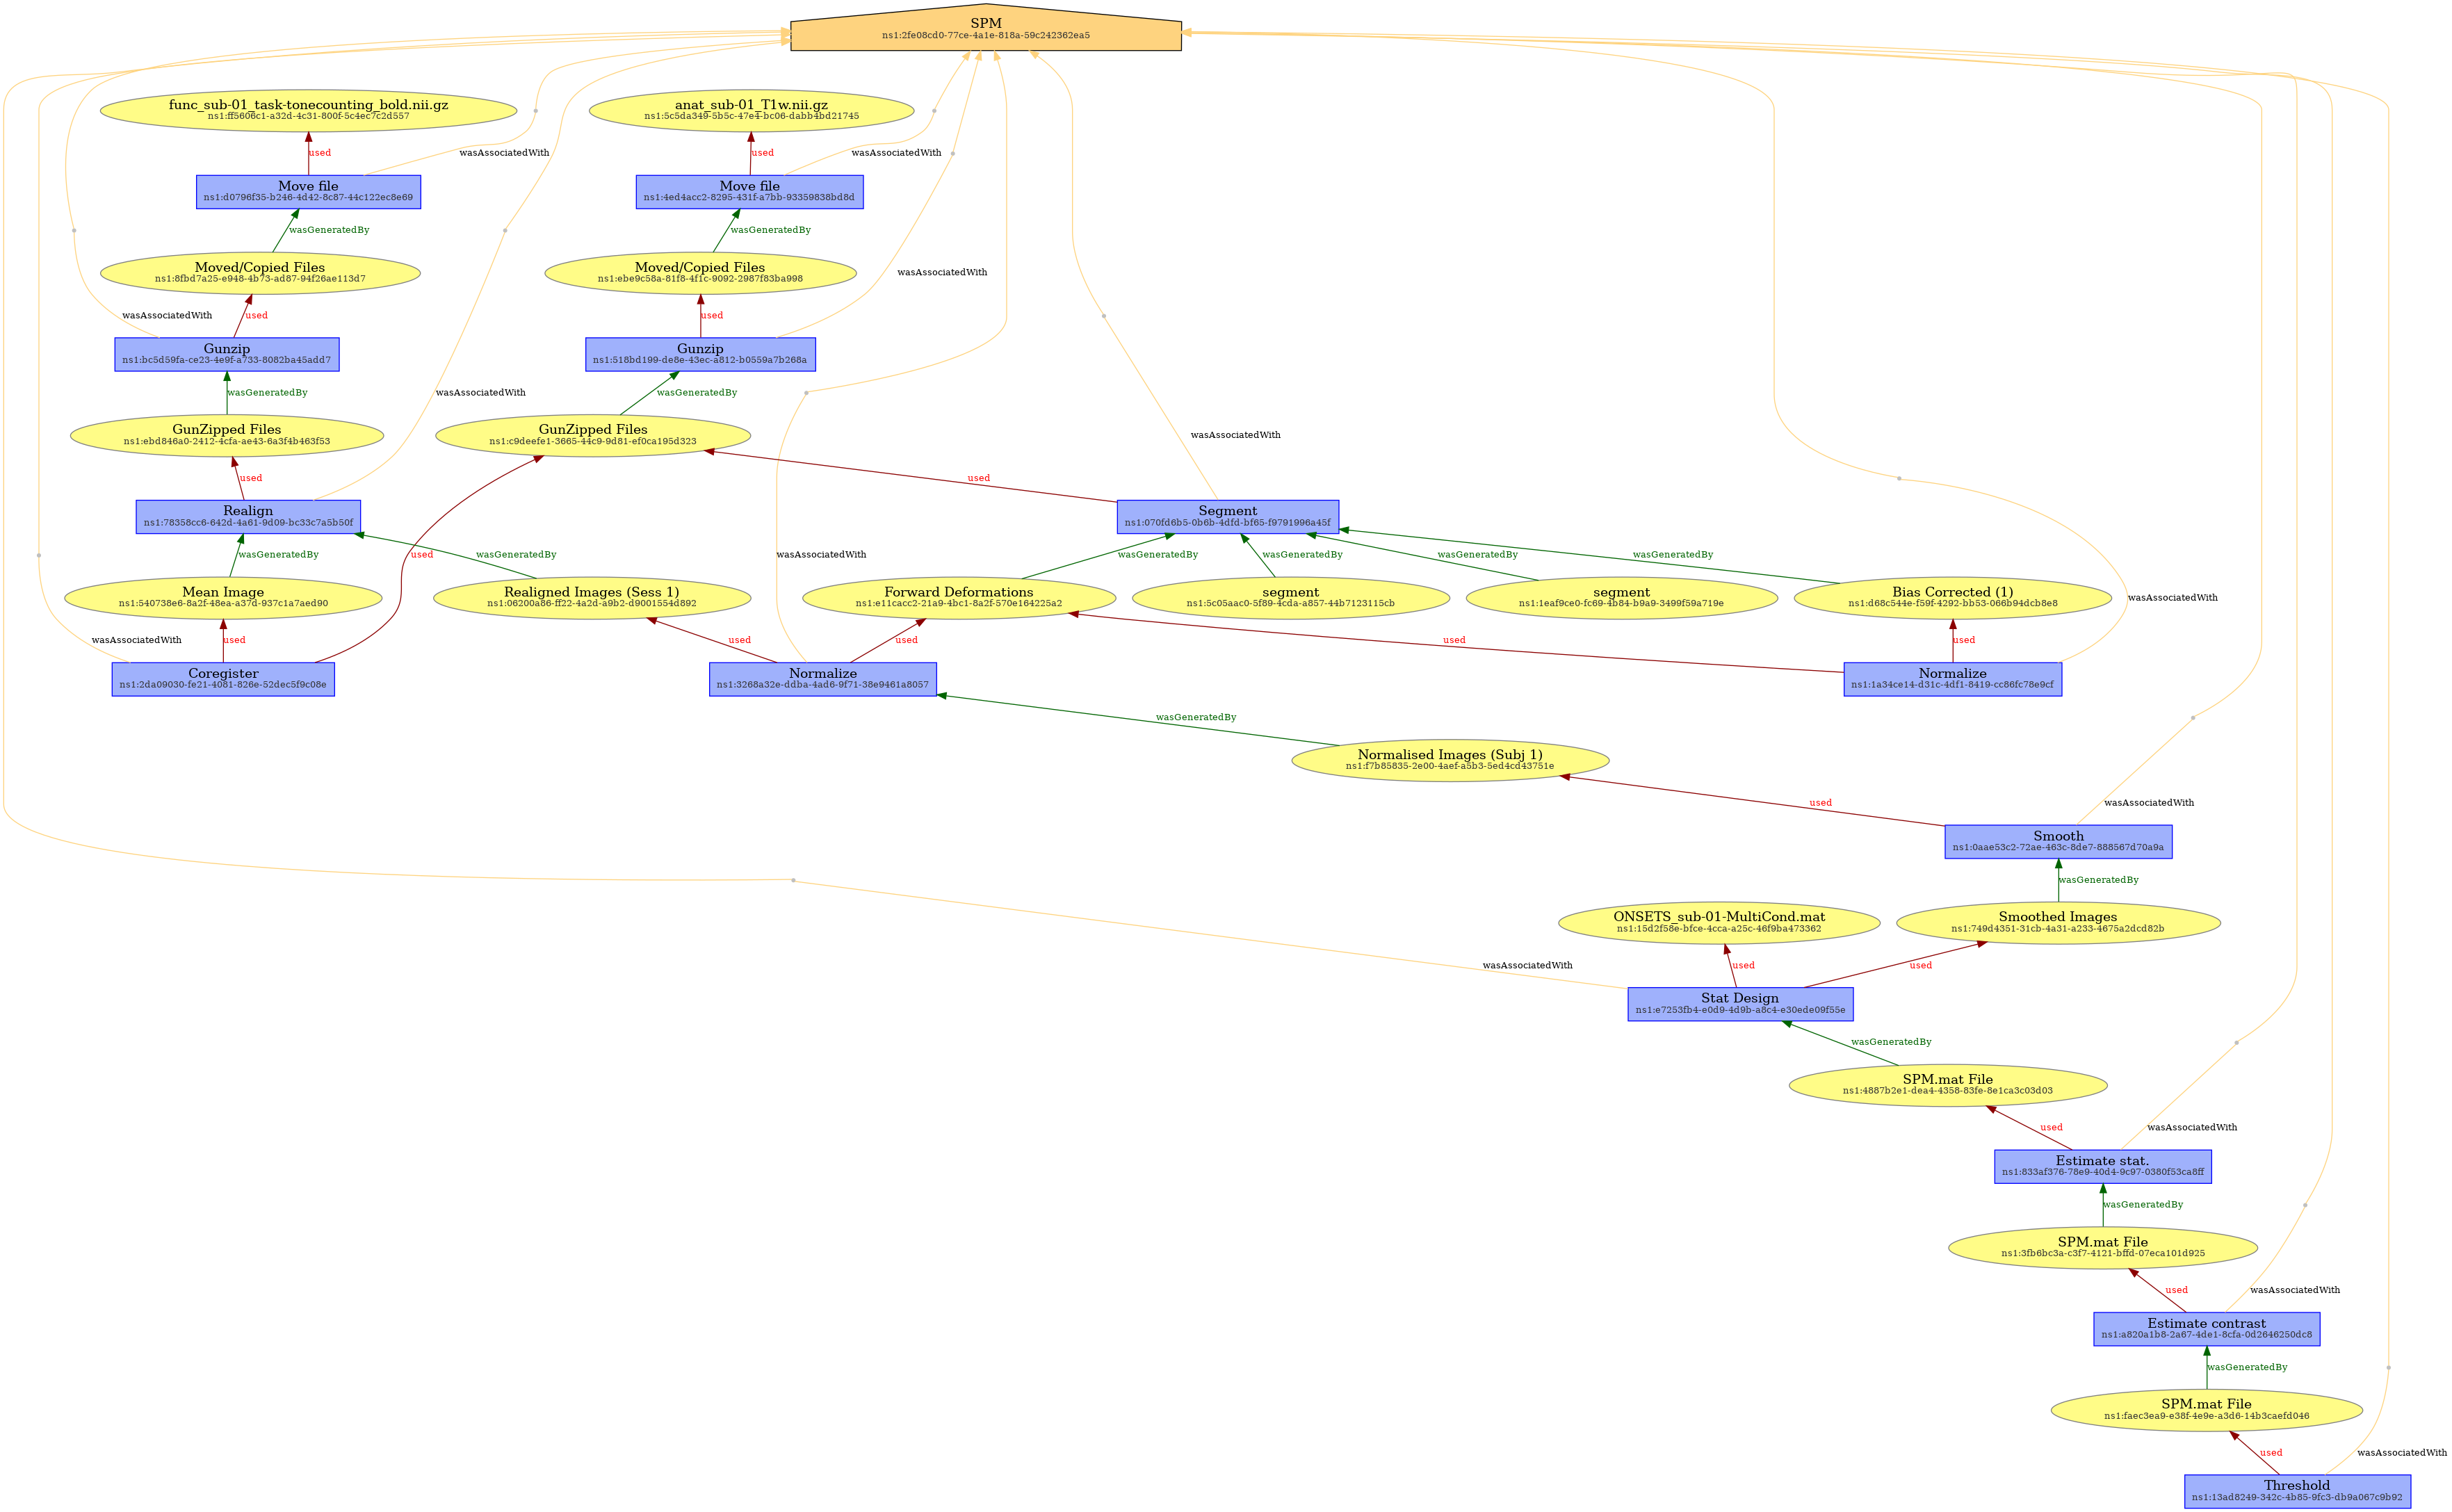 SPM
ns1:2fe08cd0-77ce-4a1e-818a-59c242362ea5
func_sub-01_task-tonecounting_bold.nii.gz
ns1:ff5606c1-a32d-4c31-800f-5c4ec7c2d557
anat_sub-01_T1w.nii.gz
ns1:5c5da349-5b5c-47e4-bc06-dabb4bd21745
used
wasAssociatedWith
used
wasAssociatedWith
Move file
ns1:d0796f35-b246-4d42-8c87-44c122ec8e69
Move file
ns1:4ed4acc2-8295-431f-a7bb-93359838bd8d
wasGeneratedBy
wasGeneratedBy
Moved/Copied Files
ns1:8fbd7a25-e948-4b73-ad87-94f26ae113d7
Moved/Copied Files
ns1:ebe9c58a-81f8-4f1c-9092-2987f83ba998
wasAssociatedWith
used
used
wasAssociatedWith
Gunzip
ns1:bc5d59fa-ce23-4e9f-a733-8082ba45add7
Gunzip
ns1:518bd199-de8e-43ec-a812-b0559a7b268a
wasGeneratedBy
wasGeneratedBy
wasAssociatedWith
GunZipped Files
ns1:ebd846a0-2412-4cfa-ae43-6a3f4b463f53
GunZipped Files
ns1:c9deefe1-3665-44c9-9d81-ef0ca195d323
wasAssociatedWith
used
used
Realign
ns1:78358cc6-642d-4a61-9d09-bc33c7a5b50f
Segment
ns1:070fd6b5-0b6b-4dfd-bf65-f9791996a45f
wasGeneratedBy
used
wasGeneratedBy
wasAssociatedWith
wasGeneratedBy
wasGeneratedBy
wasGeneratedBy
wasGeneratedBy
Mean Image
ns1:540738e6-8a2f-48ea-a37d-937c1a7aed90
Realigned Images (Sess 1)
ns1:06200a86-ff22-4a2d-a9b2-d9001554d892
Forward Deformations
ns1:e11cacc2-21a9-4bc1-8a2f-570e164225a2
segment
ns1:5c05aac0-5f89-4cda-a857-44b7123115cb
segment
ns1:1eaf9ce0-fc69-4b84-b9a9-3499f59a719e
Bias Corrected (1)
ns1:d68c544e-f59f-4292-bb53-066b94dcb8e8
wasAssociatedWith
wasAssociatedWith
used
used
used
used
used
Coregister
ns1:2da09030-fe21-4081-826e-52dec5f9c08e
Normalize
ns1:3268a32e-ddba-4ad6-9f71-38e9461a8057
Normalize
ns1:1a34ce14-d31c-4df1-8419-cc86fc78e9cf
wasGeneratedBy
Normalised Images (Subj 1)
ns1:f7b85835-2e00-4aef-a5b3-5ed4cd43751e
used
wasAssociatedWith
Smooth
ns1:0aae53c2-72ae-463c-8de7-888567d70a9a
wasGeneratedBy
ONSETS_sub-01-MultiCond.mat
ns1:15d2f58e-bfce-4cca-a25c-46f9ba473362
Smoothed Images
ns1:749d4351-31cb-4a31-a233-4675a2dcd82b
wasAssociatedWith
used
used
Stat Design
ns1:e7253fb4-e0d9-4d9b-a8c4-e30ede09f55e
wasGeneratedBy
SPM.mat File
ns1:4887b2e1-dea4-4358-83fe-8e1ca3c03d03
used
wasAssociatedWith
Estimate stat.
ns1:833af376-78e9-40d4-9c97-0380f53ca8ff
wasGeneratedBy
SPM.mat File
ns1:3fb6bc3a-c3f7-4121-bffd-07eca101d925
used
wasAssociatedWith
Estimate contrast
ns1:a820a1b8-2a67-4de1-8cfa-0d2646250dc8
wasGeneratedBy
SPM.mat File
ns1:faec3ea9-e38f-4e9e-a3d6-14b3caefd046
used
wasAssociatedWith
Threshold
ns1:13ad8249-342c-4b85-9fc3-db9a067c9b92